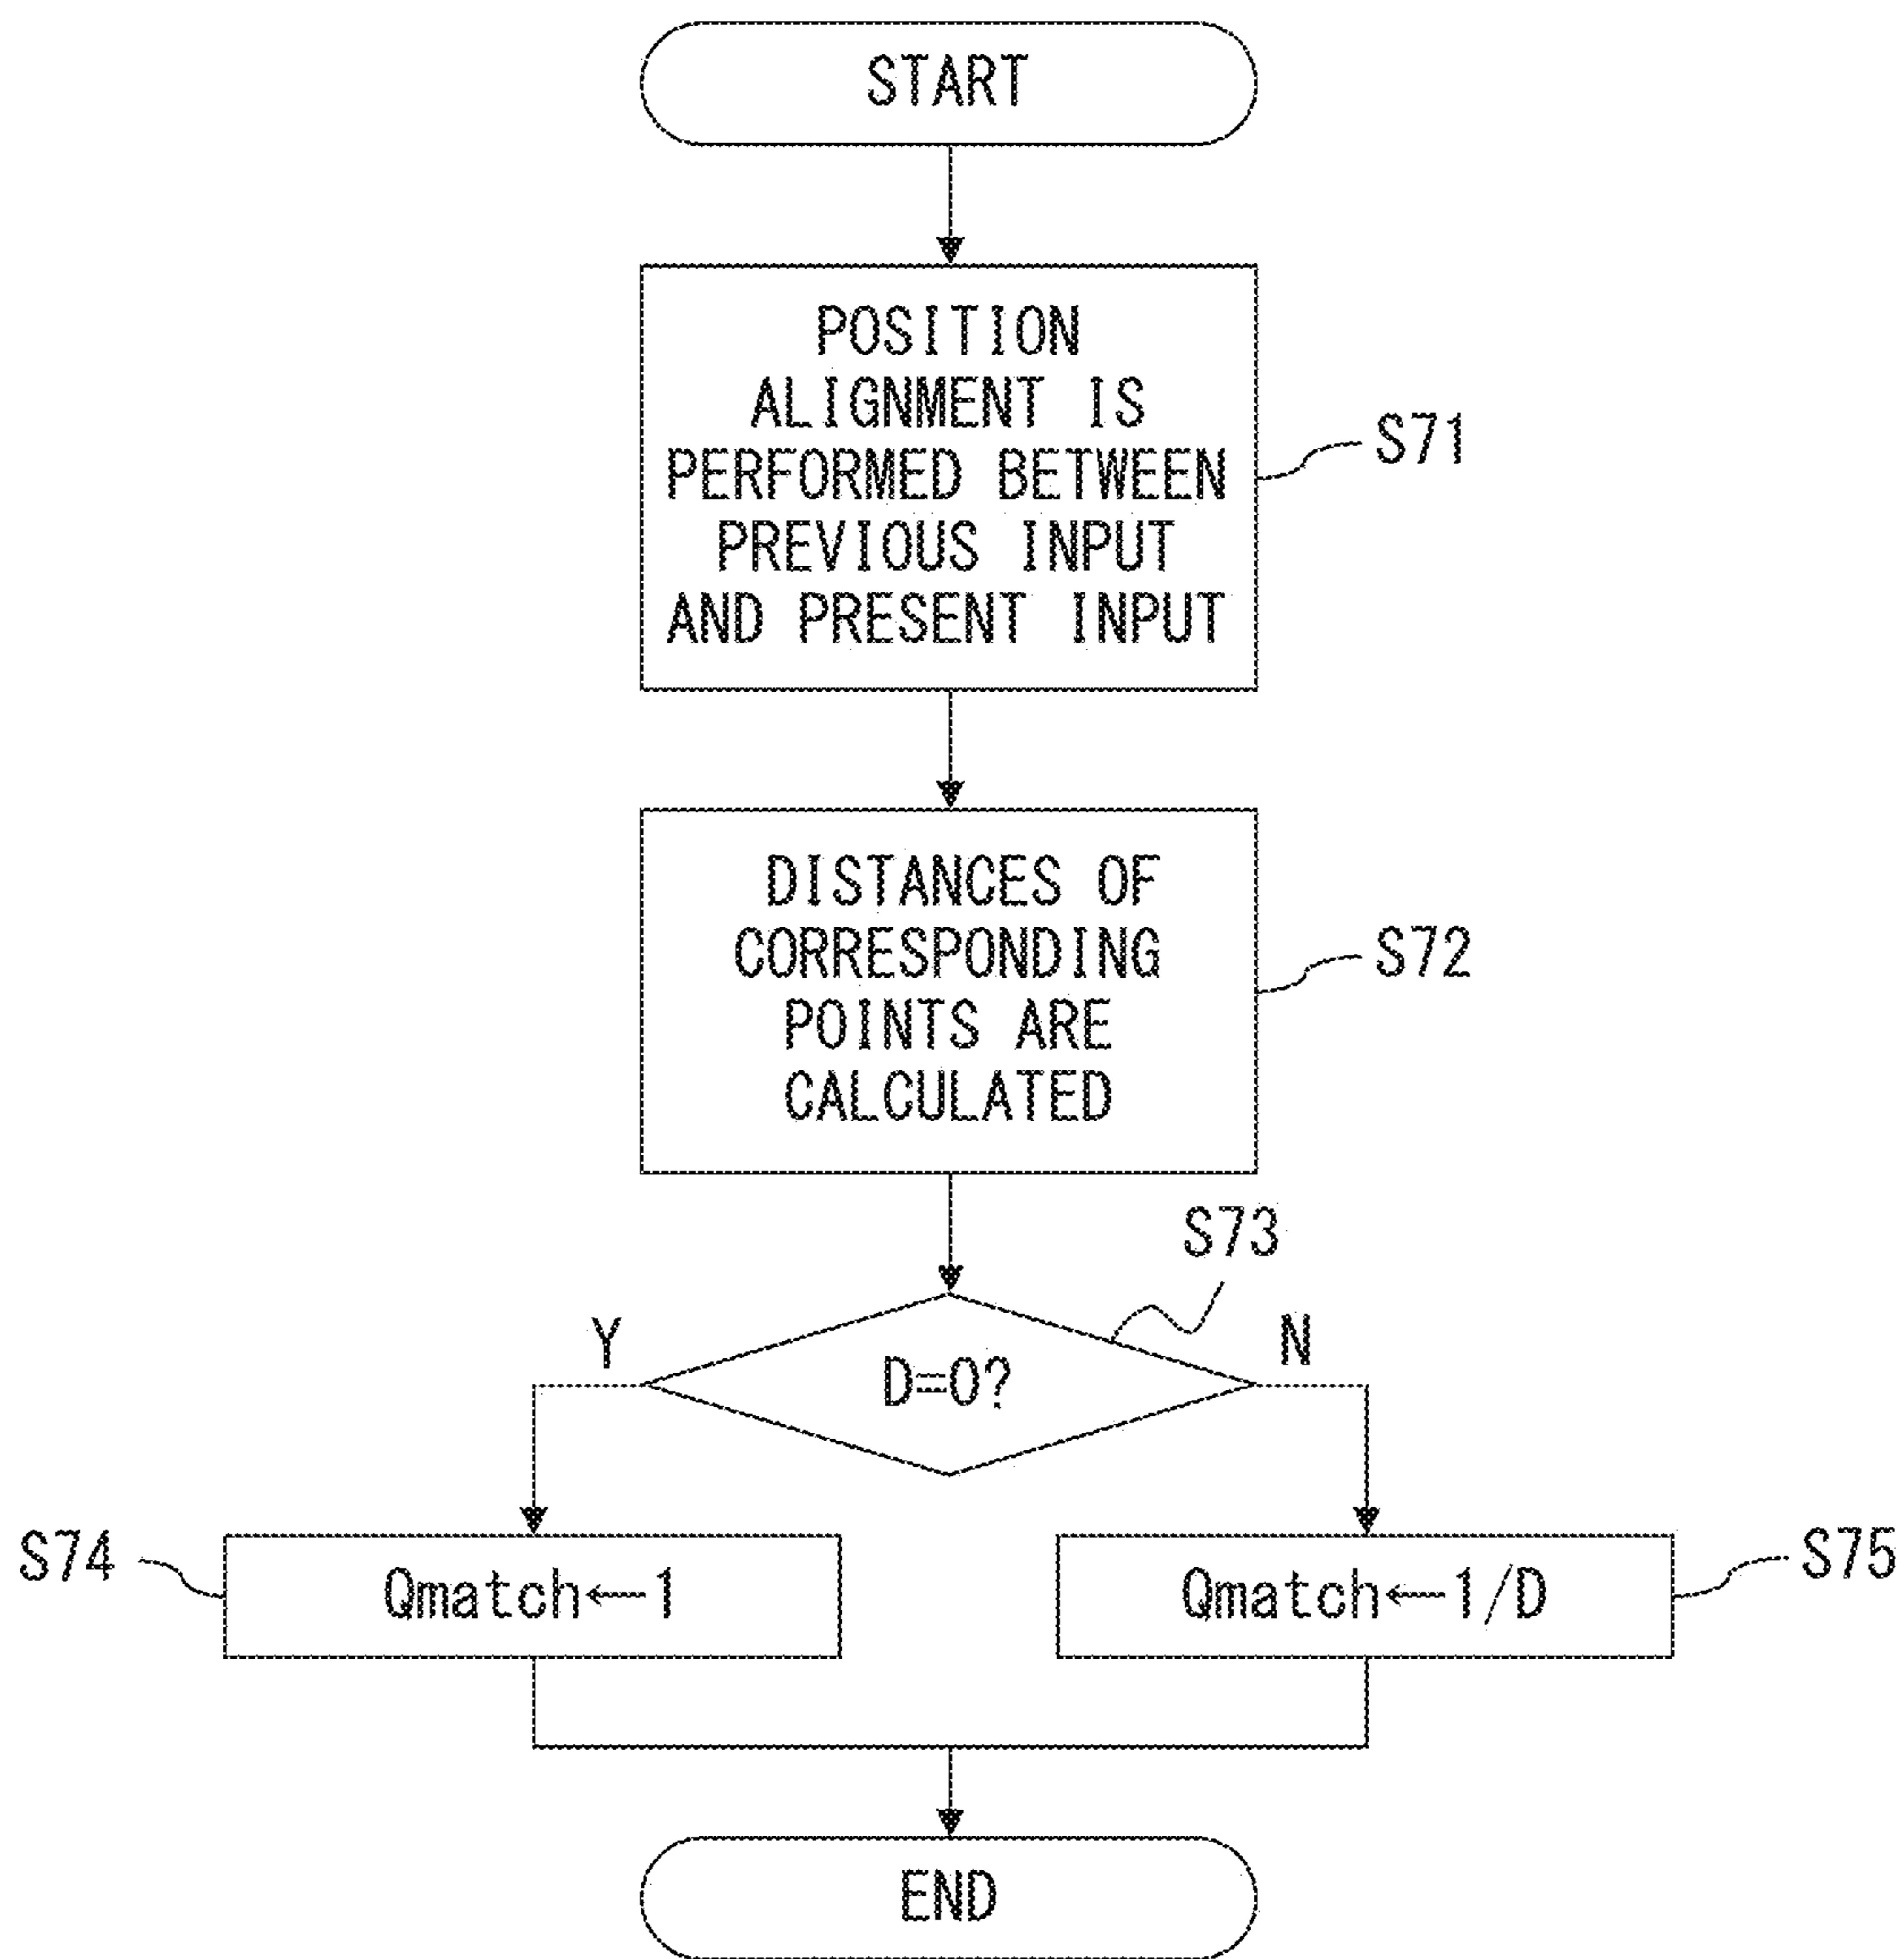 START
POSITION
ALIGNMENT IS
PERFORMED BETWEEN
PREVIOUS INPUT
AND PRESENT INPUT
S71
DISTANCES OF
CORRESPONDING
POINTS ARE
CALCULATED
S72
S73
Y
D=0?
N
S74
Qmatch←1
Qmatch←1/D
S75
END